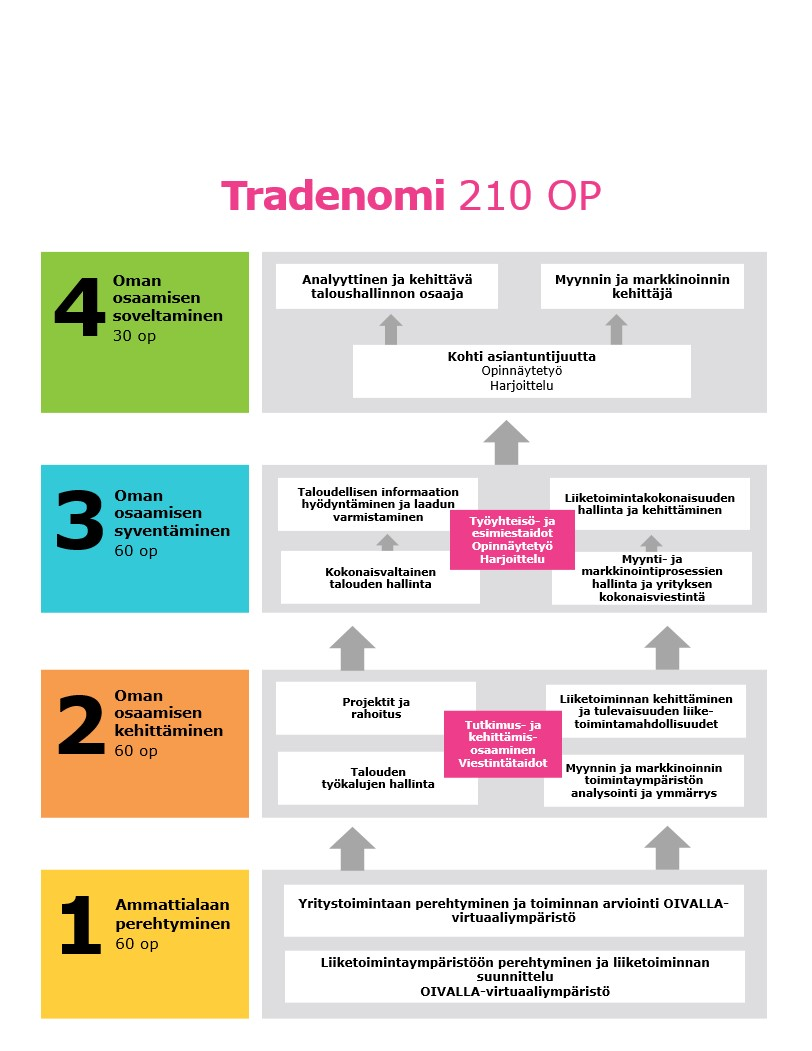 Tradenomi 210 OP
4
Oman
osaamisen
soveltaminen
30 op
Analyyttinen ja kehittävä
taloushallinnon osaaja
Myynnin ja markkinoinnin
kehittäjä
Kohti asiantuntijuutta
Opinnäytetyö
Harjoittelu
3
Oman
osaamisen
syventäminen
60 op
Taloudellisen informaation
hyödyntäminen ja laadun
varmistaminen
Liiketoimintakokonaisuuden
hallinta ja kehittäminen
Työyhteisö- ja
esimiestaidot
Opinnäytetyö
Harjoittelu
Kokonaisvaltainen
talouden hallinta
Myynti- ja
markkinointiprosessien
hallinta ja yrityksen
kokonaisviestintä
2
Oman
osaamisen
kehittäminen
60 op
Projektit ja
rahoitus
Liiketoiminnan kehittäminen
ja tulevaisuuden liike-
toimintamahdollisuudet
Tutkimus- ja
kehittämis-
osaaminen
Viestintätaidot
Talouden
työkalujen hallinta
Myynnin ja markkinoinnin
toimintaympäristön
analysointi ja ymmärrys
1
Ammattialaan
perehtyminen
60 op
Yritystoimintaan perehtyminen ja toiminnan arviointi OIVALLA-
virtuaaliympäristö
Liiketoimintaympäristöön perehtyminen ja liiketoiminnan
suunnittelu
OIVALLA-virtuaaliympäristö